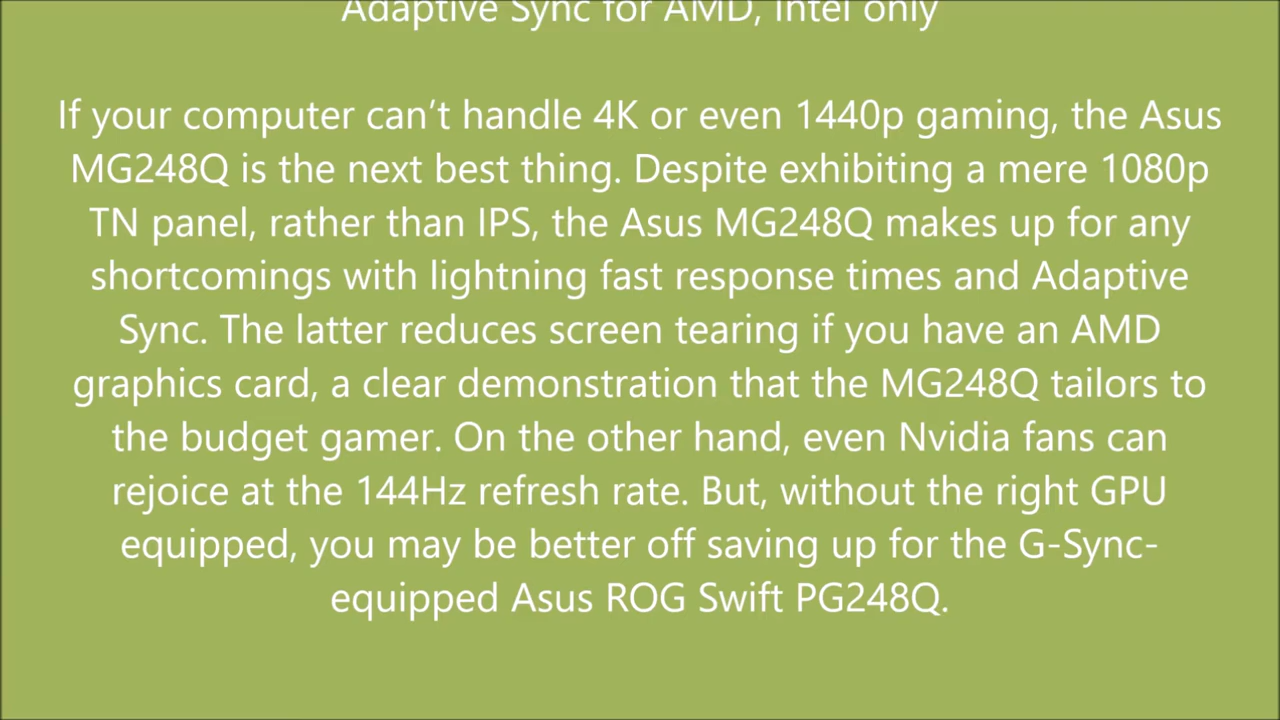 Adaptive Sync for AMD, Intel only
If your computer can’t handle 4K or even 1440p gaming, the Asus
MG248Q is the next best thing. Despite exhibiting a mere 1080p
TN panel, rather than IPS, the Asus MG248Q makes up for any
shortcomings with lightning fast response times and Adaptive
Sync. The latter reduces screen tearing if you have an AMD
graphics card, a clear demonstration that the MG248Q tailors to
the budget gamer. On the other hand, even Nvidia fans can
rejoice at the 144Hz refresh rate. But, without the right GPU
equipped, you may be better off saving up for the G-Sync-
equipped Asus ROG Swift PG248Q.